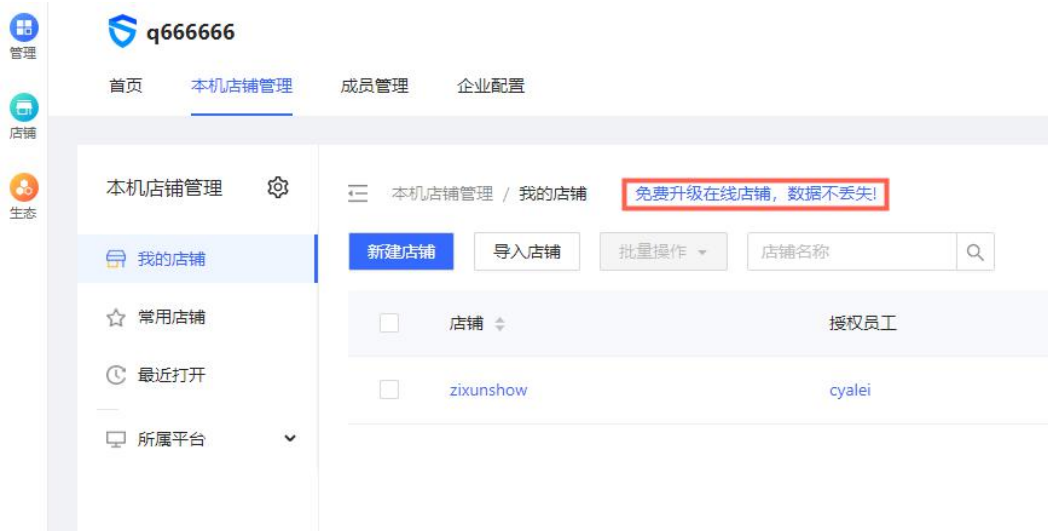 q666666
管理
首页 本机店铺管理 成员管理 企业配置
店铺
生态
本机店铺管理
本机店铺管理 / 我的店铺 免费升级在线店铺，数据不丢失!
新建店铺 导入店铺 批量操作 店铺名称
我的店铺
常用店铺
店铺 授权员工
最近打开
zixunshow cyalei
所属平台